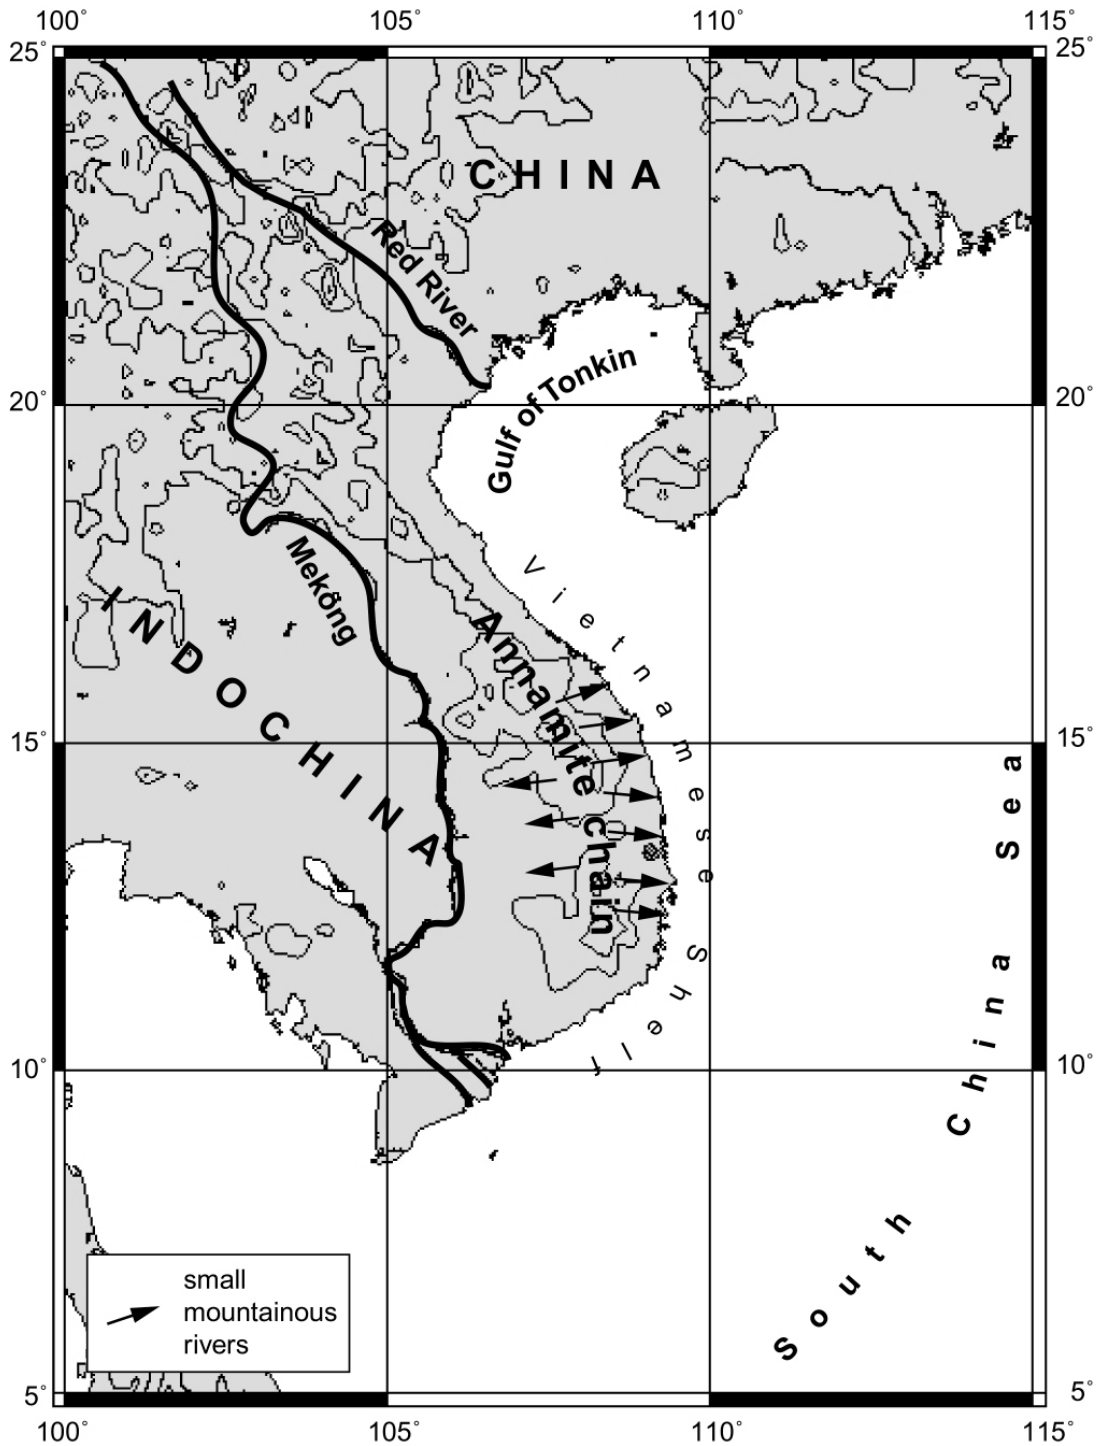 100° 105° 110° 115°
25° 25°
CHINA
Red River
Gulf of Tonkin
20° 20°
Mekõng
INDOCHINA
Annamite chain
Vietnamese Shelf
15° 15°
South China Sea
10° 10°
small
mountainous
rivers
5° 5°
100° 105° 110° 115°